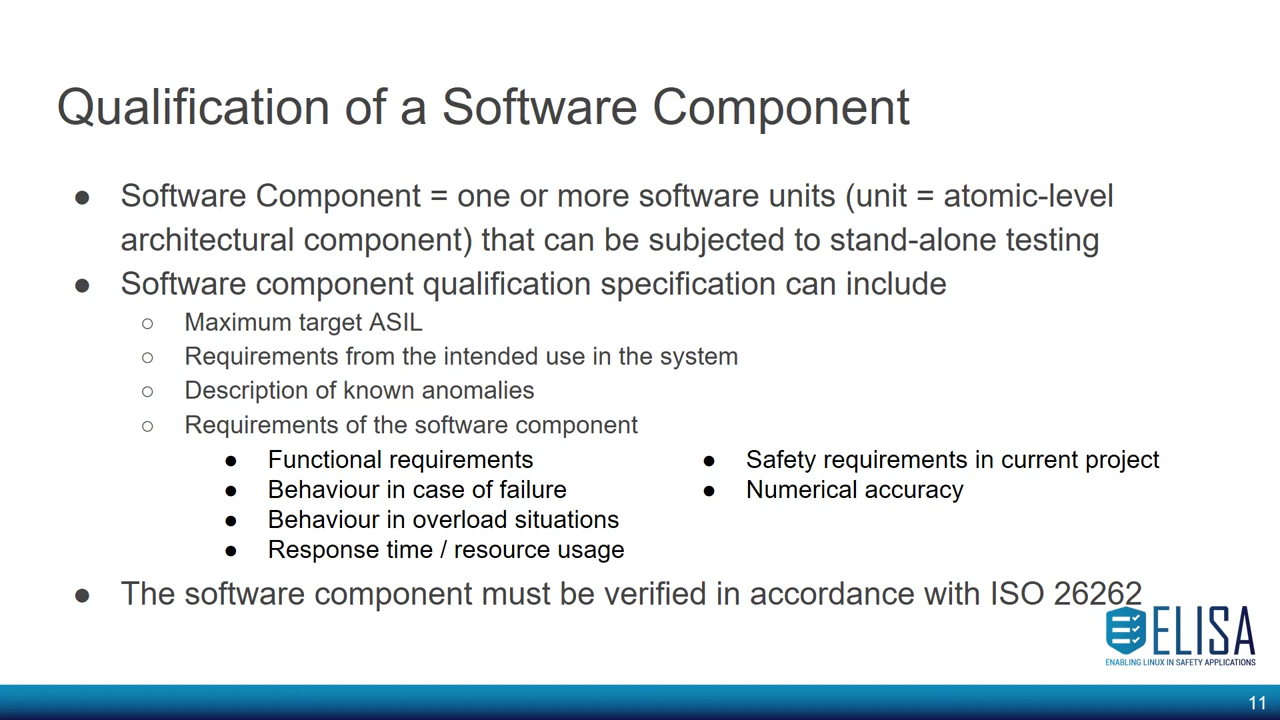 Qualification of a Software Component
● Software Component = one or more software units (unit = atomic-level
architectural component) that can be subjected to stand-alone testing
● Software component qualification specification can include
○ Maximum target ASIL
○ Requirements from the intended use in the system
○ Description of known anomalies
○ Requirements of the software component
● Functional requirements
● Behaviour in case of failure
● Behaviour in overload situations
● Response time / resource usage
● Safety requirements in current project
● Numerical accuracy
● The software component must be verified in accordance with ISO 26262
ELISA
ENABLING LINUX IN SAFETY APPLICATIONS
11